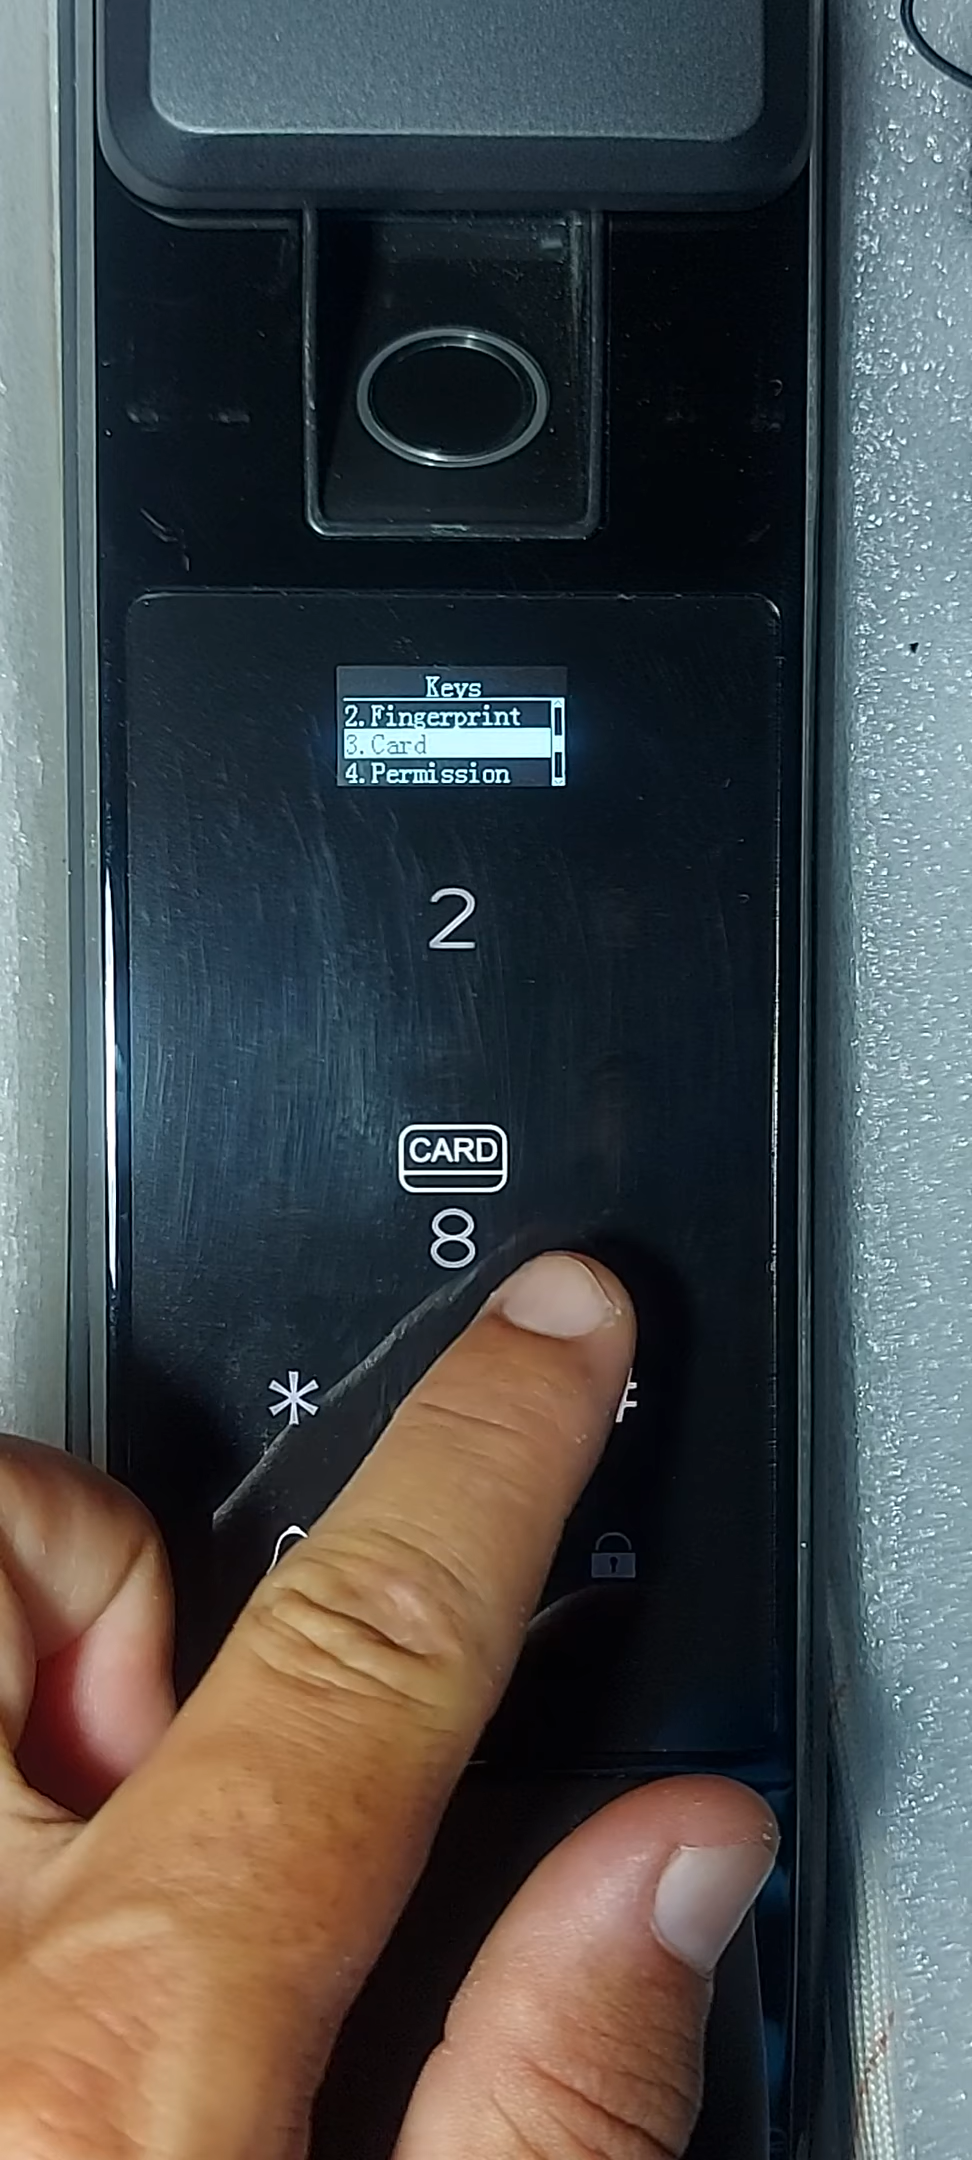 Keys
2.Fingerprint
3.Card
4.Permission
2
CARD
8
*
#